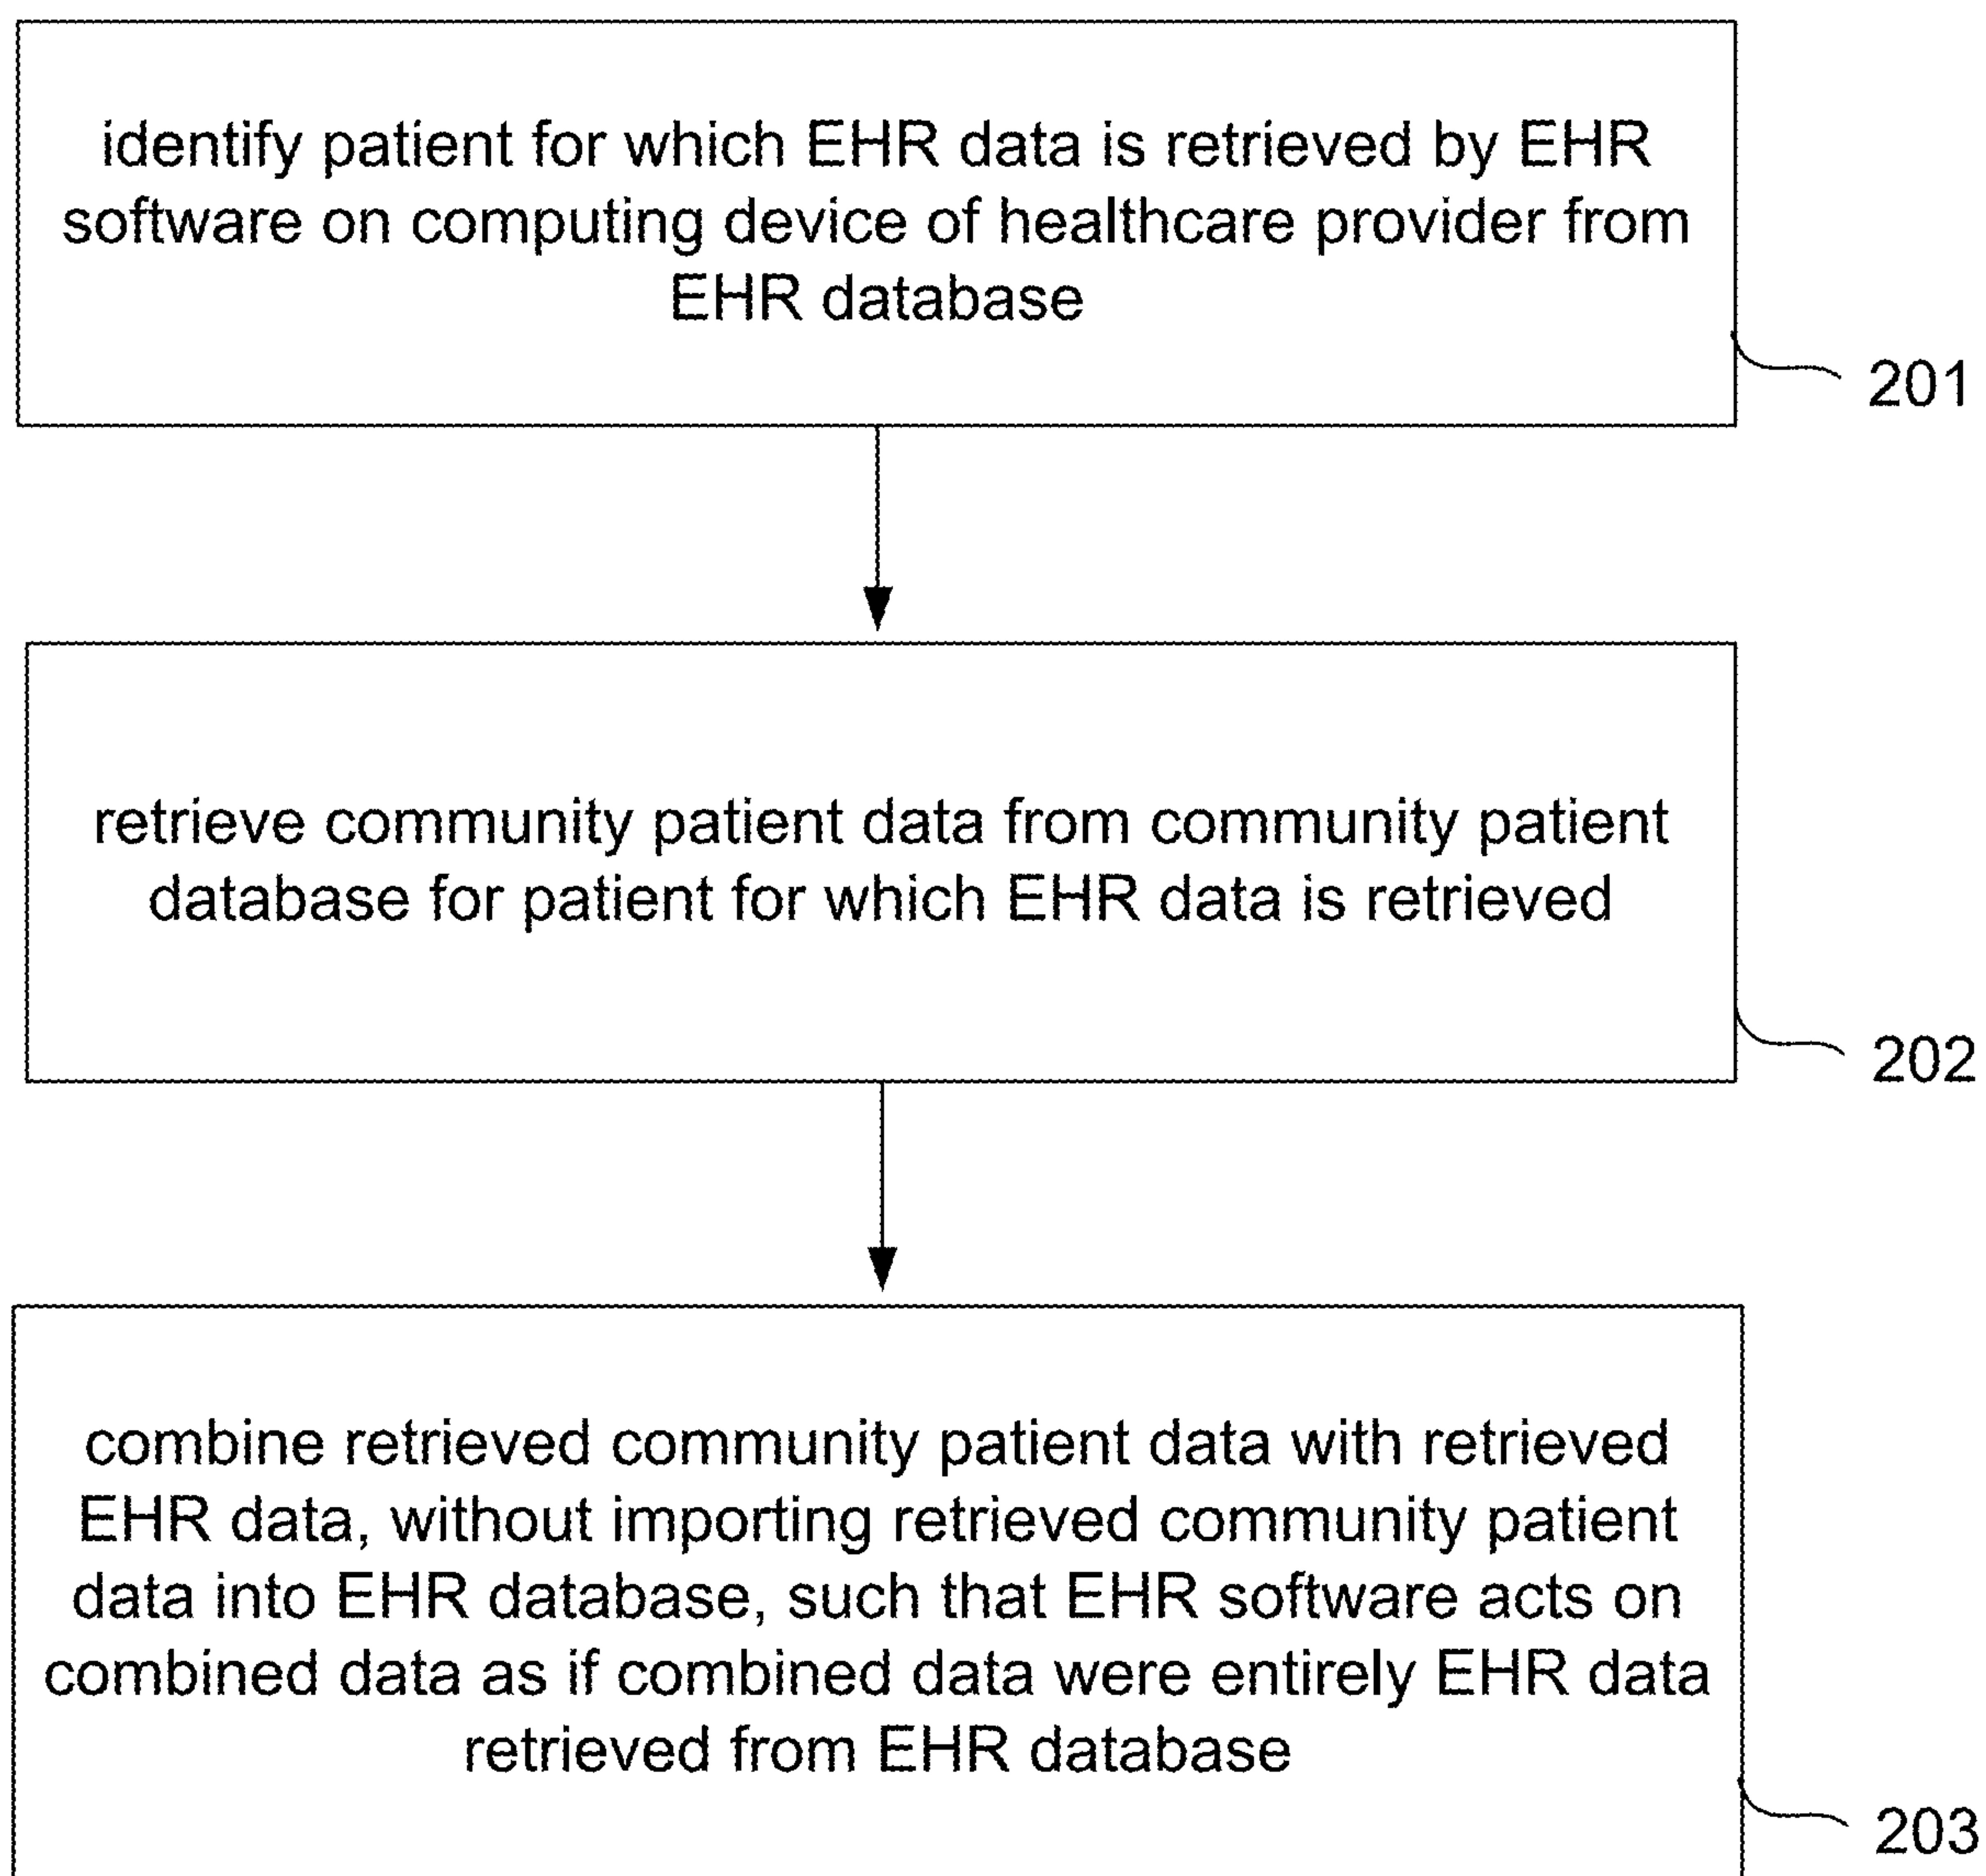 identify patient for which EHR data is retrieved by EHR
software on computing device of healthcare provider from
EHR database
201
retrieve community patient data from community patient
database for patient for which EHR data is retrieved
202
combine retrieved community patient data with retrieved
EHR data, without importing retrieved community patient
data into EHR database, such that EHR software acts on
combined data as if combined data were entirely EHR data
retrieved from EHR database
203